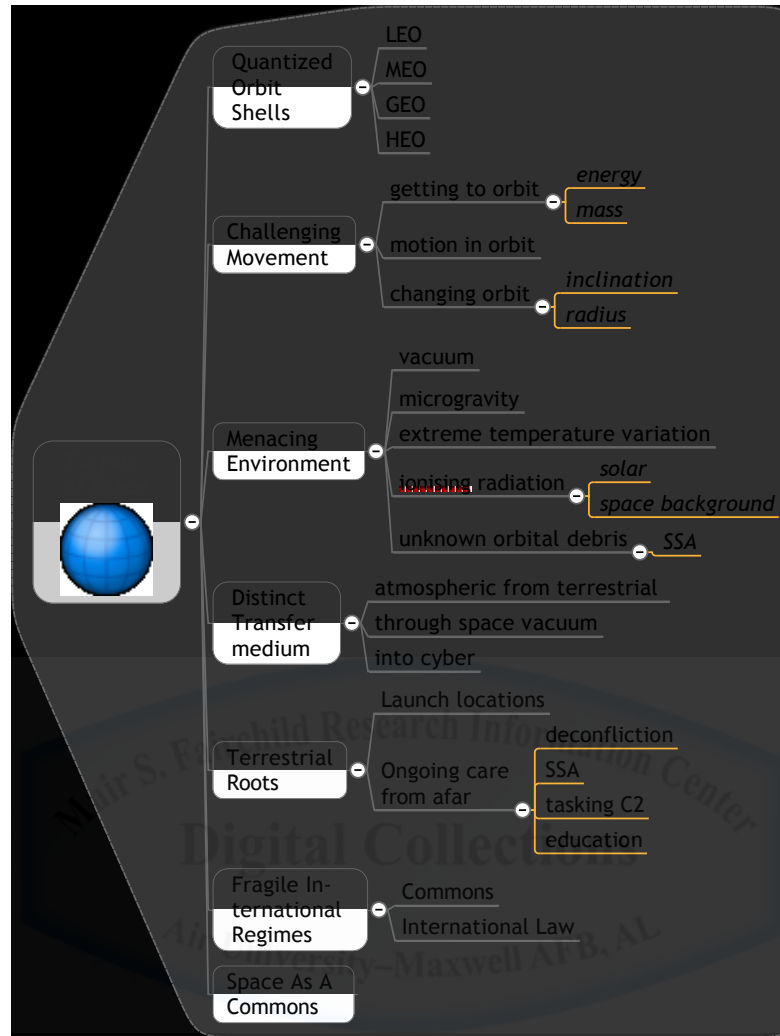 Quantized
Orbit
Shells
LEO
MEO
GEO
HEO
Challenging
Movement
getting to orbit
energy
mass
motion in orbit
changing orbit
inclination
radius
Menacing
Environment
vacuum
microgravity
extreme temperature variation
ionising radiation
solar
space background
unknown orbital debris
SSA
Distinct
Transfer
medium
atmospheric from terrestrial
through space vacuum
into cyber
Terrestrial
Roots
Launch locations
Ongoing care
from afar
deconfliction
SSA
tasking C2
education
Fragile In-
ternational
Regimes
Commons
International Law
Space As A
Commons
Muir S. Fairchild Research Information Center
Digital Collections
Air University–Maxwell AFB, AL